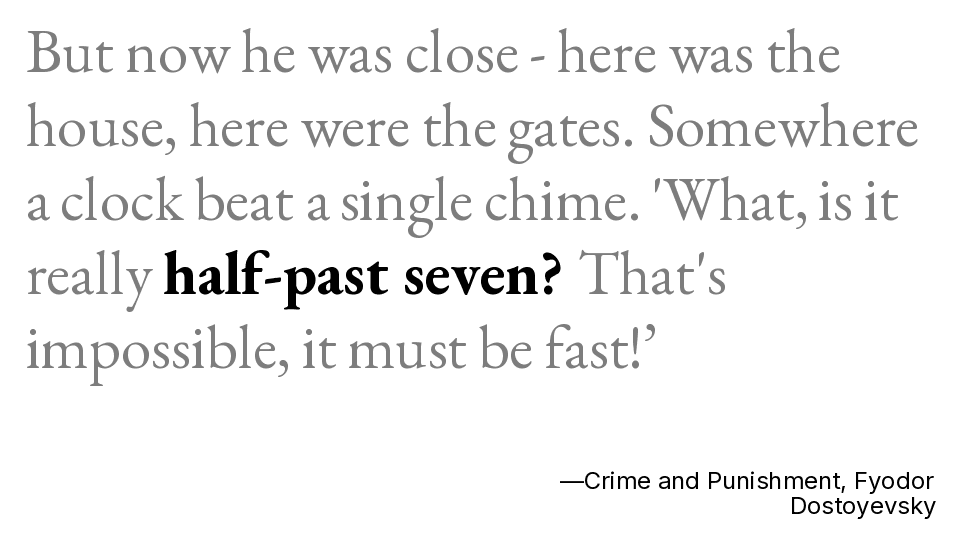 But now he was close - here was the
house, here were the gates. Somewhere
a clock beat a single chime. 'What, is it
really half-past seven? That's
impossible, it must be fast!’
—Crime and Punishment, Fyodor
Dostoyevsky